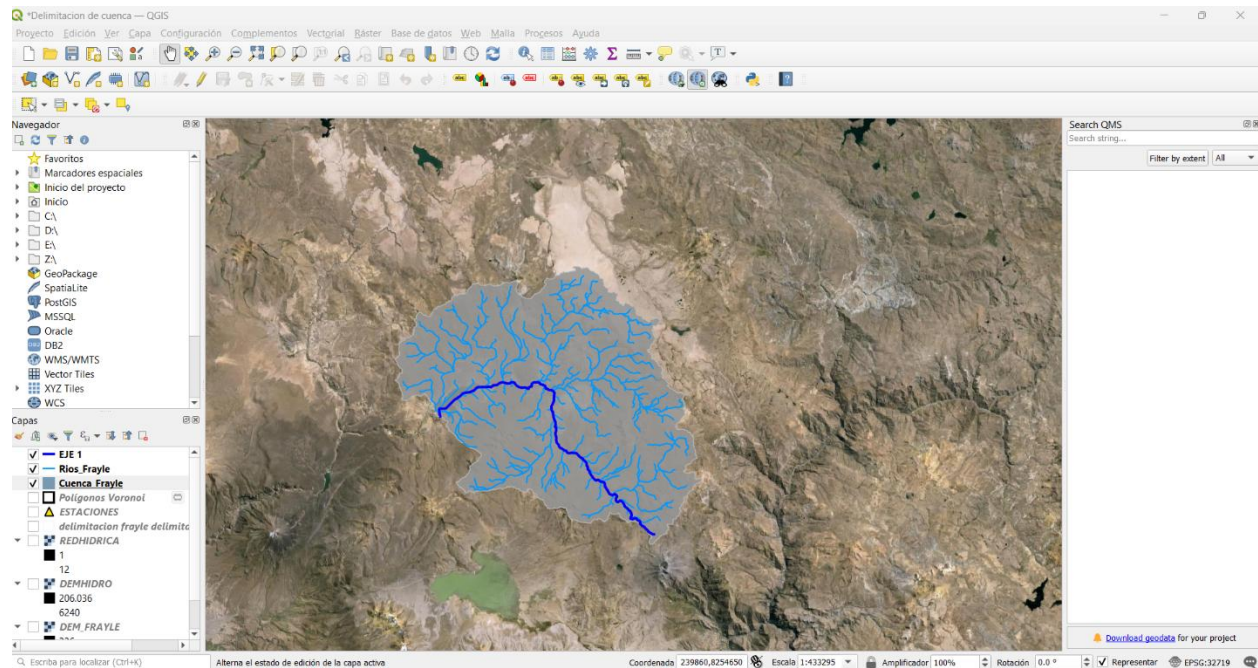 *Delimitacion de cuenca — QGIS
Proyecto Edición Ver Capa Configuración Complementos Vectorial Ráster Base de datos Web Malla Procesos Ayuda
Navegador
Favoritos
Marcadores espaciales
Inicio del proyecto
Inicio
C:\
D:\
E:\
Z:\
GeoPackage
SpatiaLite
PostGIS
MSSQL
Oracle
DB2
WMS/WMTS
Vector Tiles
XYZ Tiles
WCS
Capas
EJE 1
Rios_Frayle
Cuenca_Frayle
Polígonos Voronoi
ESTACIONES
delimitacion frayle delimita
REDHIDRICA
1
12
DEMHIDRO
206.036
6240
DEM_FRAYLE
Search QMS
Search string...
Filter by extent All
Download geodata for your project
Escriba para localizar (Ctrl+K) Alterna el estado de edición de la capa activa Coordenada 239860,8254650 Escala 1:433295 Amplificador 100% Rotación 0.0 ° Representar EPSG:32719